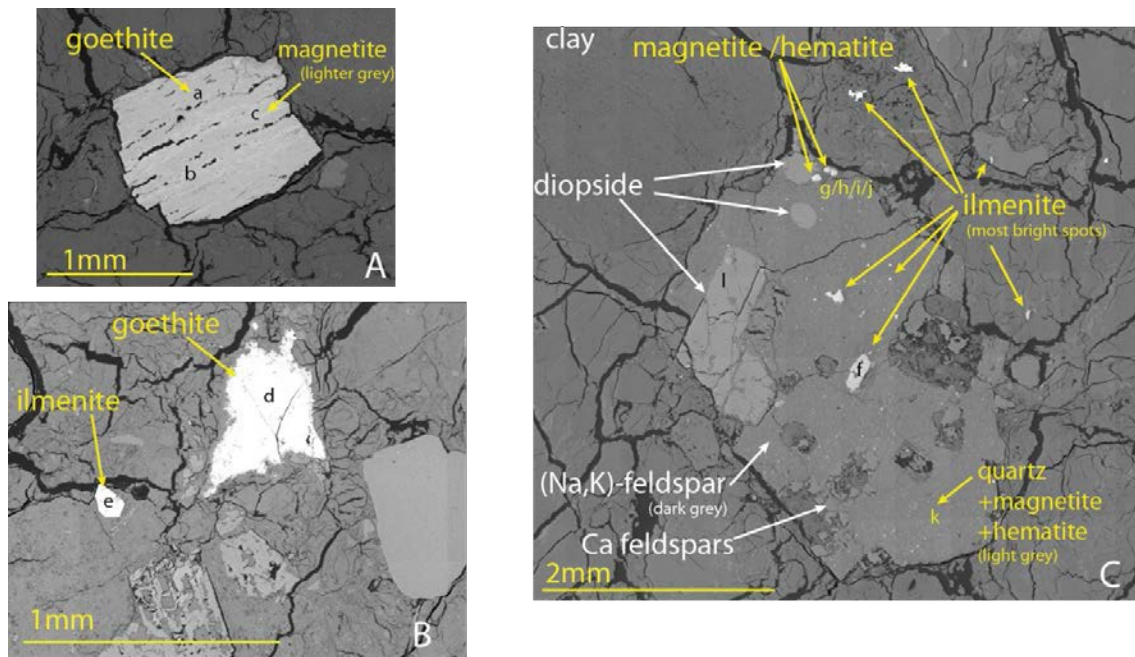 goethite
magnetite
(lighter grey)
a
c
b
1mm
A
goethite
d
ilmenite
e
1mm
B
clay
magnetite /hematite
diopside
g/h/i/j
ilmenite
(most bright spots)
l
f
(Na,K)-feldspar
(dark grey)
Ca feldspars
quartz
+magnetite
k
+hematite
(light grey)
2mm
C